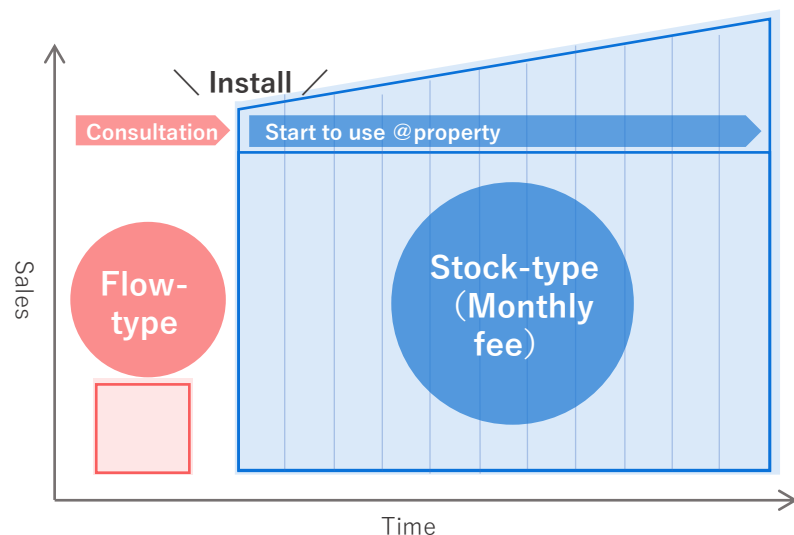 Install
Consultation
Start to use @property
Flow-
type
Stock-type
（Monthly
fee）
Sales
Time